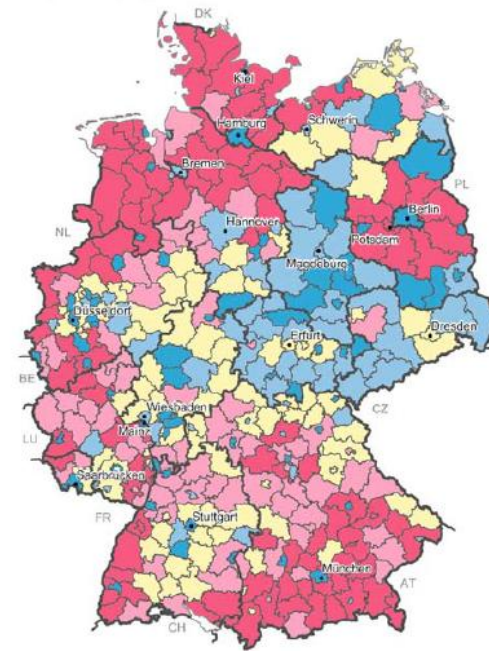 DK
Kiel
Schwerin
Hamburg
Bremen
PL
Berlin
NL
Hannover
Potsdam
Magdeburg
Düsseldorf
Erfurt
Dresden
BE
CZ
LU
Wiesbaden
Mainz
Saarbrücken
FR
Stuttgart
München
AT
CH